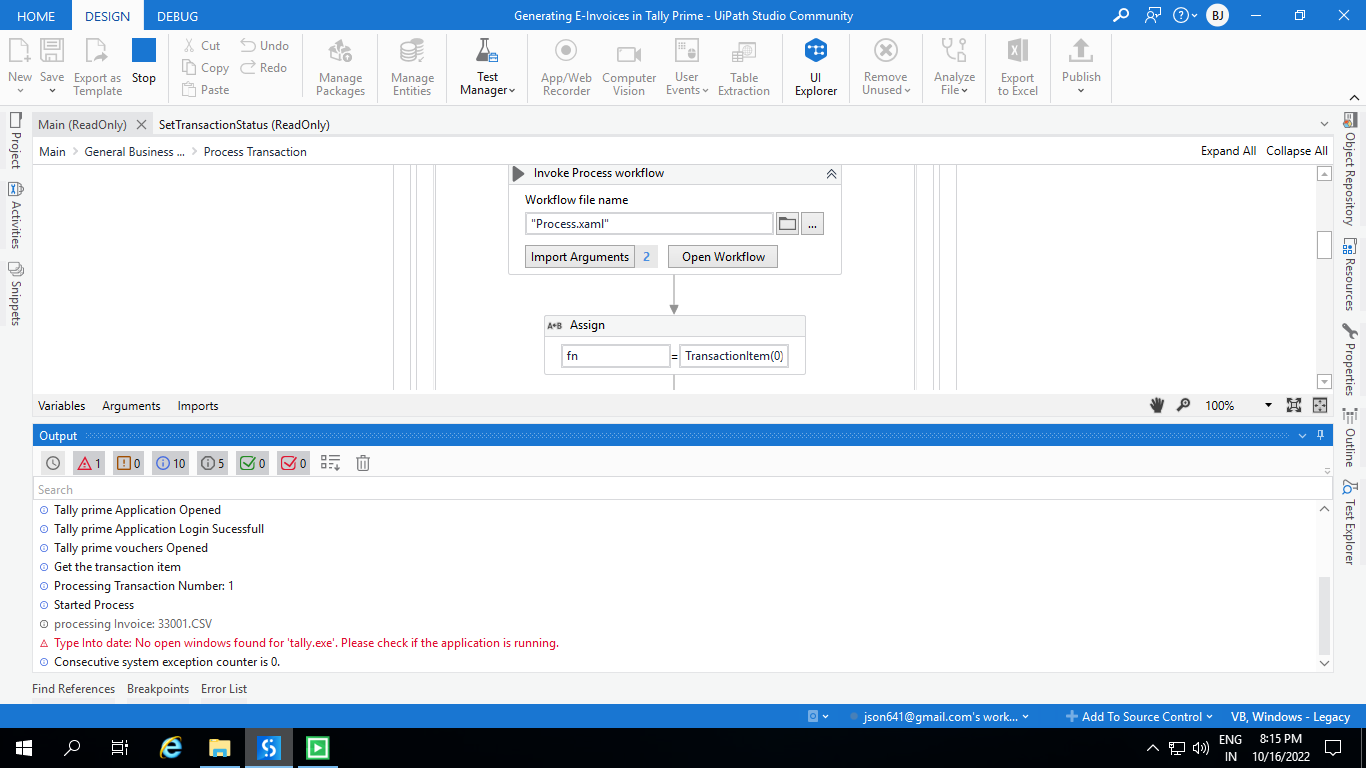 HOME DESIGN DEBUG Generating E-Invoices in Tally Prime - UiPath Studio Community BJ
New Save Export as Template Stop Cut Copy Paste Undo Redo Manage Packages Manage Entities Test Manager App/Web Recorder Computer Vision User Events Table Extraction UI Explorer Remove Unused Analyze File Export to Excel Publish
Main (ReadOnly) SetTransactionStatus (ReadOnly)
Main > General Business ... > Process Transaction Expand All Collapse All
Project
Activities
Snippets
Invoke Process workflow
Workflow file name
"Process.xaml" ...
Import Arguments 2 Open Workflow
A*B Assign
fn = TransactionItem(0)
Object Repository
Resources
Properties
Outline
Test Explorer
Variables Arguments Imports 100%
Output
1 0 10 5 0 0
Search
Tally prime Application Opened
Tally prime Application Login Sucessfull
Tally prime vouchers Opened
Get the transaction item
Processing Transaction Number: 1
Started Process
processing Invoice: 33001.CSV
Type Into date: No open windows found for 'tally.exe'. Please check if the application is running.
Consecutive system exception counter is 0.
Find References Breakpoints Error List
json641@gmail.com's work... Add To Source Control VB, Windows - Legacy
ENG 8:15 PM
IN 10/16/2022